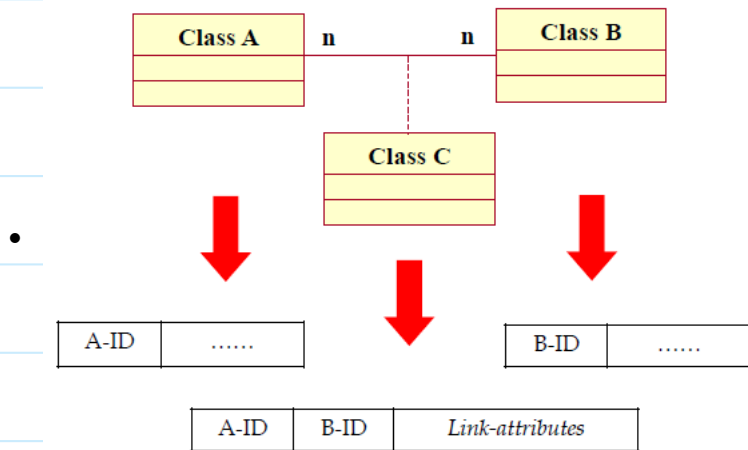 Class A n n Class B
Class C
A-ID ...... B-ID ......
A-ID B-ID Link-attributes